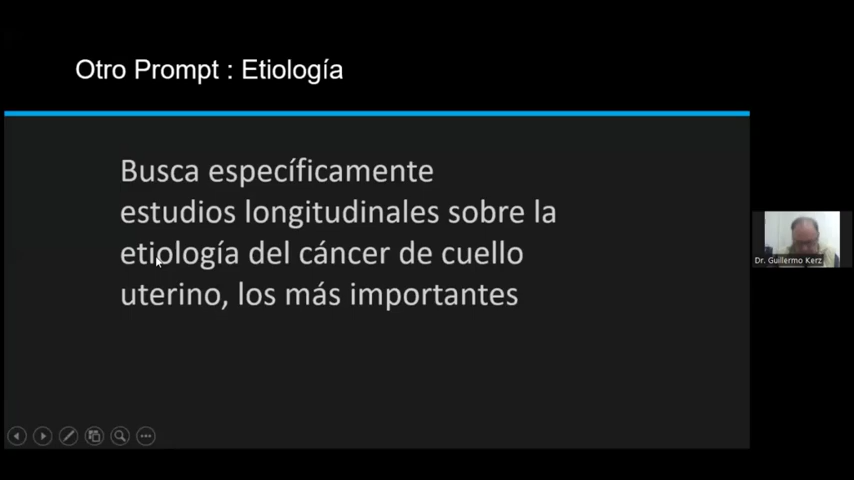 Otro Prompt : Etiología
Busca específicamente
estudios longitudinales sobre la
etiología del cáncer de cuello
uterino, los más importantes
Dr. Guillermo Kerz